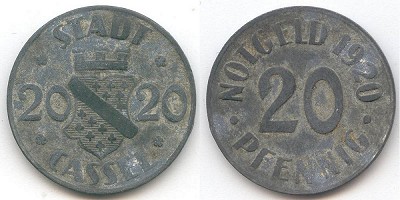 STADT
20 20
CASSEL
NOTGELD 1920
20
PFENNIG